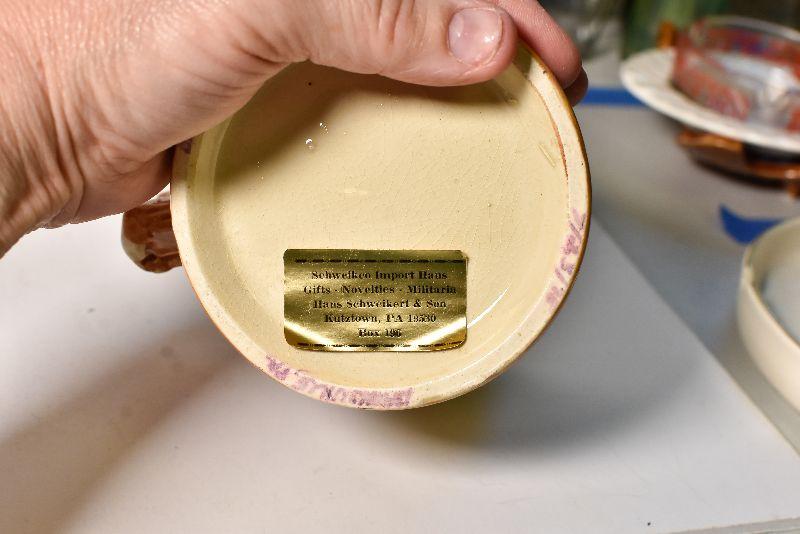 Schweikco Import Haus
Gifts - Novelties - Militaria
Hans Schweikert & Son
Kutztown, PA 19530
Box 196